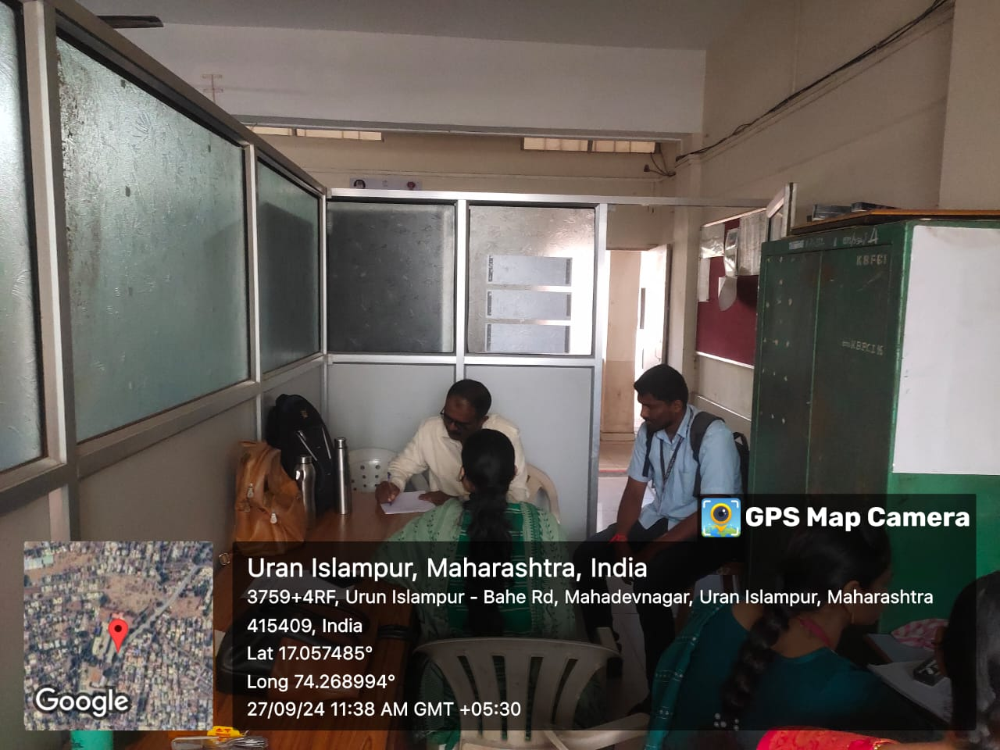 A
KBFCI
GPS Map Camera
Uran Islampur, Maharashtra, India
3759+4RF, Urun Islampur - Bahe Rd, Mahadevnagar, Uran Islampur, Maharashtra
415409, India
Lat 17.057485°
Long 74.268994°
27/09/24 11:38 AM GMT +05:30
Google